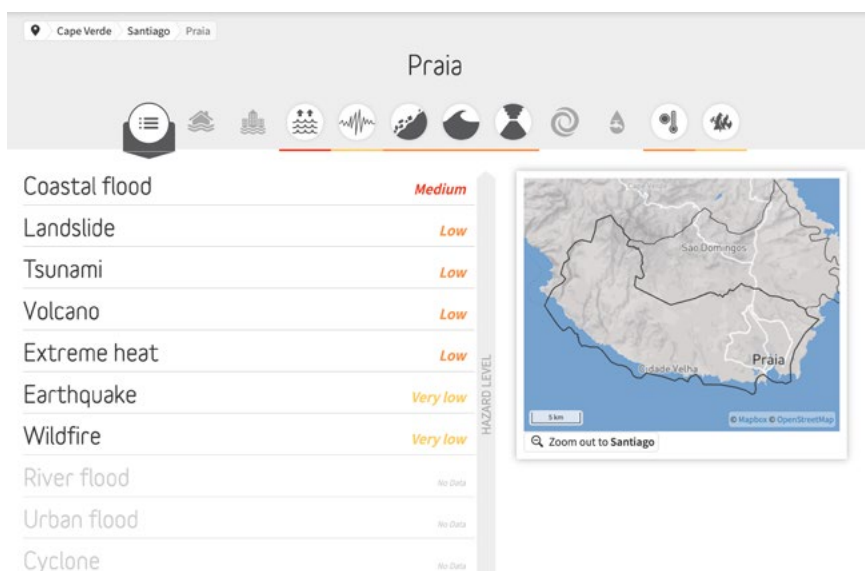 Cape Verde Santiago Praia
Praia
Coastal flood Medium
Landslide Low
Tsunami Low
Volcano Low
Extreme heat Low
Earthquake Very low
Wildfire Very low
River flood No Data
Urban flood No Data
Cyclone No Data
HAZARD LEVEL
São Domingos
Praia
Cidade Velha
5 km
© Mapbox © OpenStreetMap
Zoom out to Santiago